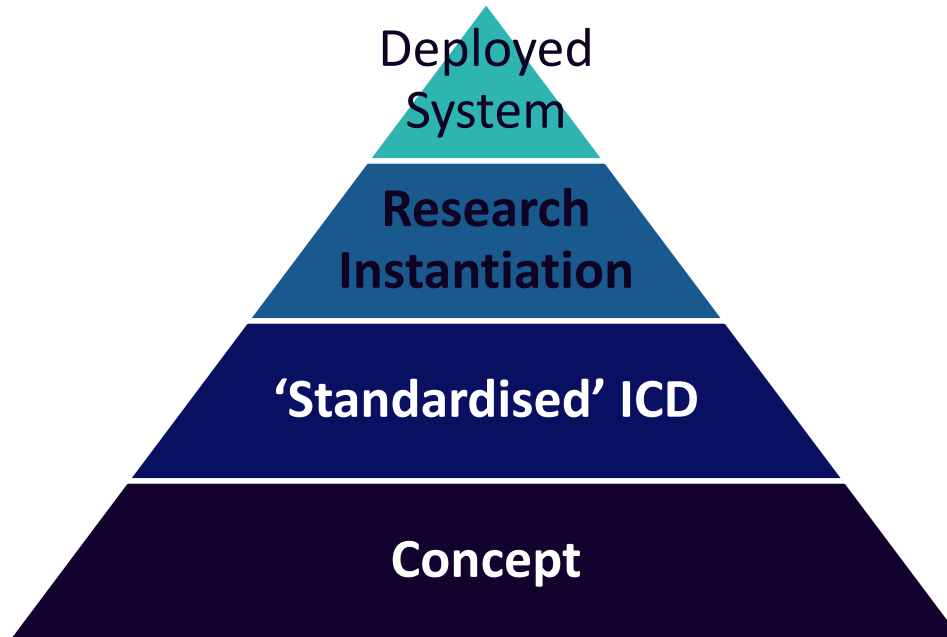 Deployed
System
Research
Instantiation
‘Standardised’ ICD
Concept